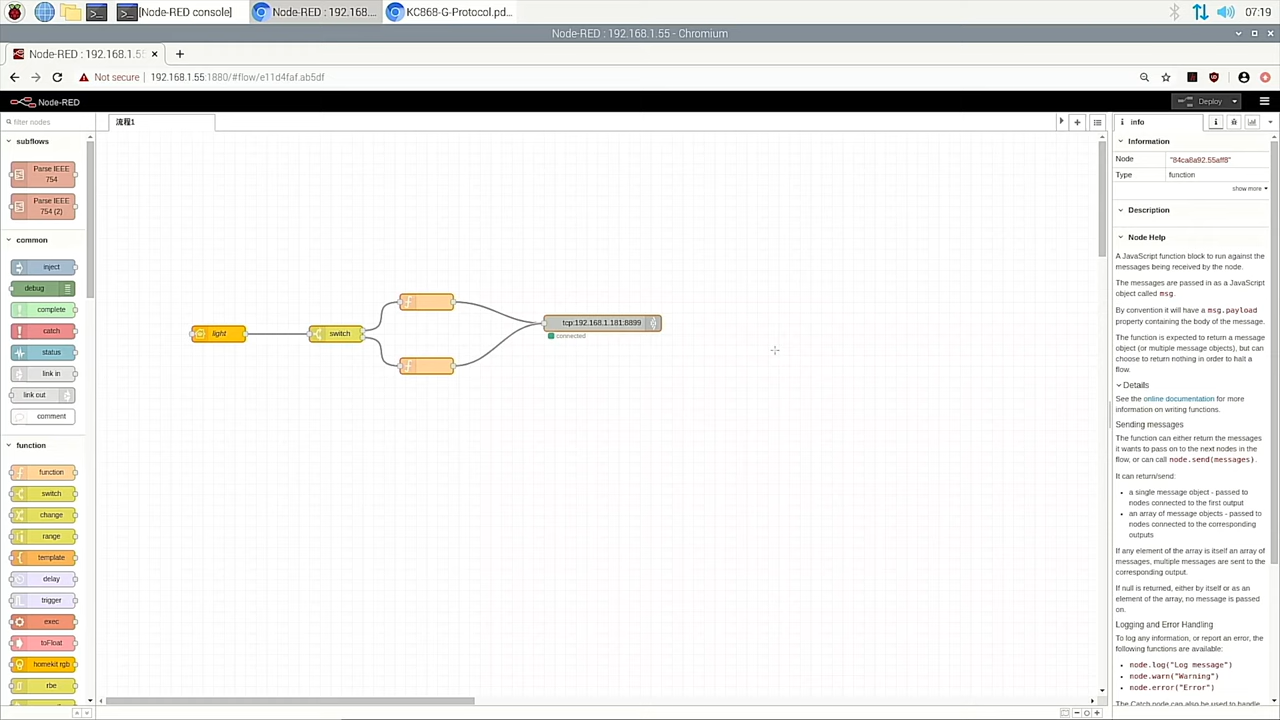 [Node-RED console]
Node-RED : 192.168....
KC868-G-Protocol.pd...
07:19
Node-RED : 192.168.1.55 - Chromium
Node-RED : 192.168.1.55
Not secure
192.168.1.55:1880/#flow/e11d4faf.ab5df
Node-RED
Deploy
filter nodes
流程1
info
subflows
Parse IEEE
754
Parse IEEE
754 (2)
common
inject
debug
complete
catch
status
link in
link out
comment
function
function
switch
change
range
template
delay
trigger
exec
toFloat
homekit rgb
rbe
light
switch
tcp:192.168.1.181:8899
connected
Information
Node
"84ca8a92.55aff8"
Type
function
show more
Description
Node Help
A JavaScript function block to run against the
messages being received by the node.
The messages are passed in as a JavaScript
object called msg.
By convention it will have a msg.payload
property containing the body of the message.
The function is expected to return a message
object (or multiple message objects), but can
choose to return nothing in order to halt a
flow.
Details
See the online documentation for more
information on writing functions.
Sending messages
The function can either return the messages
it wants to pass on to the next nodes in the
flow, or can call node.send(messages).
It can return/send:
a single message object - passed to
nodes connected to the first output
an array of message objects - passed to
nodes connected to the corresponding
outputs
If any element of the array is itself an array of
messages, multiple messages are sent to the
corresponding output.
If null is returned, either by itself or as an
element of the array, no message is passed
on.
Logging and Error Handling
To log any information, or report an error, the
following functions are available:
node.log("Log message")
node.warn("Warning")
node.error("Error")
The Catch node can also be used to handle